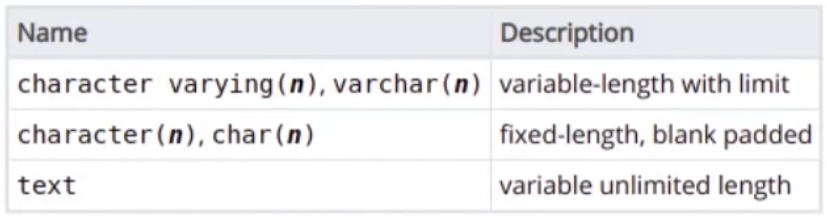 Name Description
character varying(n), varchar(n) variable-length with limit
character(n), char(n) fixed-length, blank padded
text variable unlimited length